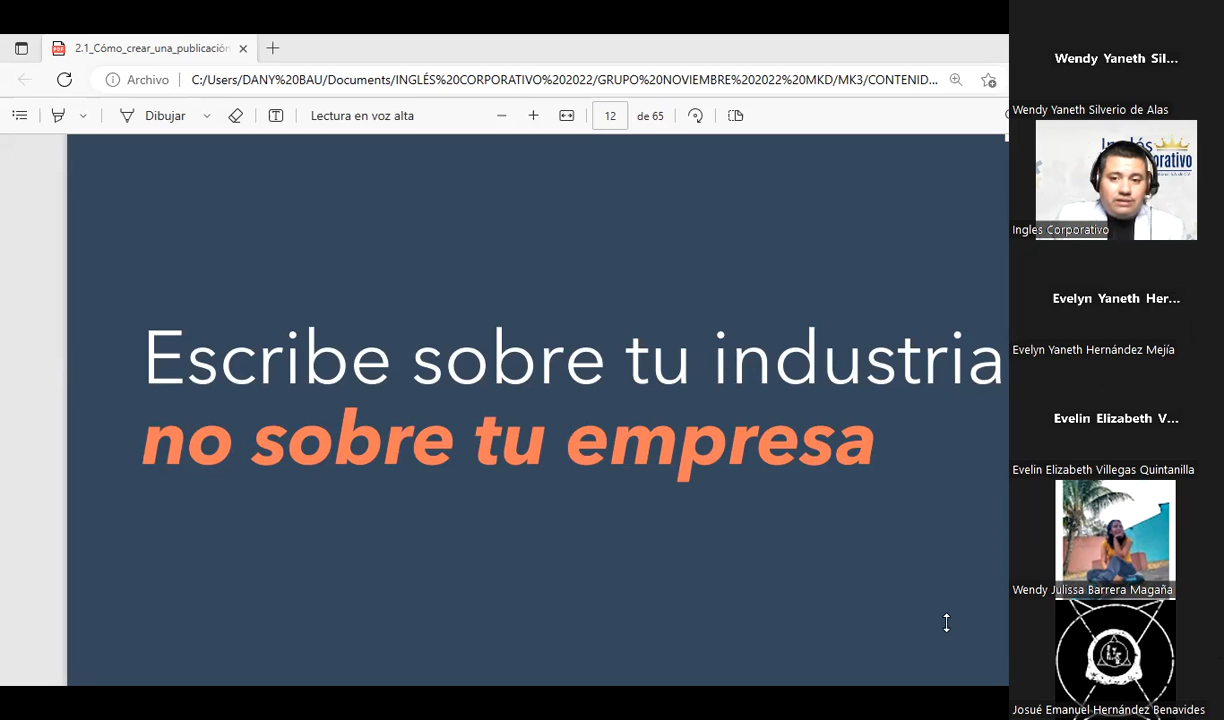 2.1_Cómo_crear_una_publicación
Archivo
C:/Users/DANY%20BAU/Documents/INGLÉS%20CORPORATIVO%202022/GRUPO%20NOVIEMBRE%202022%20MKD/MK3/CONTENID...
Dibujar
Lectura en voz alta
12
de 65
Escribe sobre tu industria
no sobre tu empresa
Wendy Yaneth Sil...
Wendy Yaneth Silverio de Alas
Ingles Corporativo
Evelyn Yaneth Her...
Evelyn Yaneth Hernández Mejía
Evelin Elizabeth V...
Evelin Elizabeth Villegas Quintanilla
Wendy Julissa Barrera Magaña
Josué Emanuel Hernández Benavides